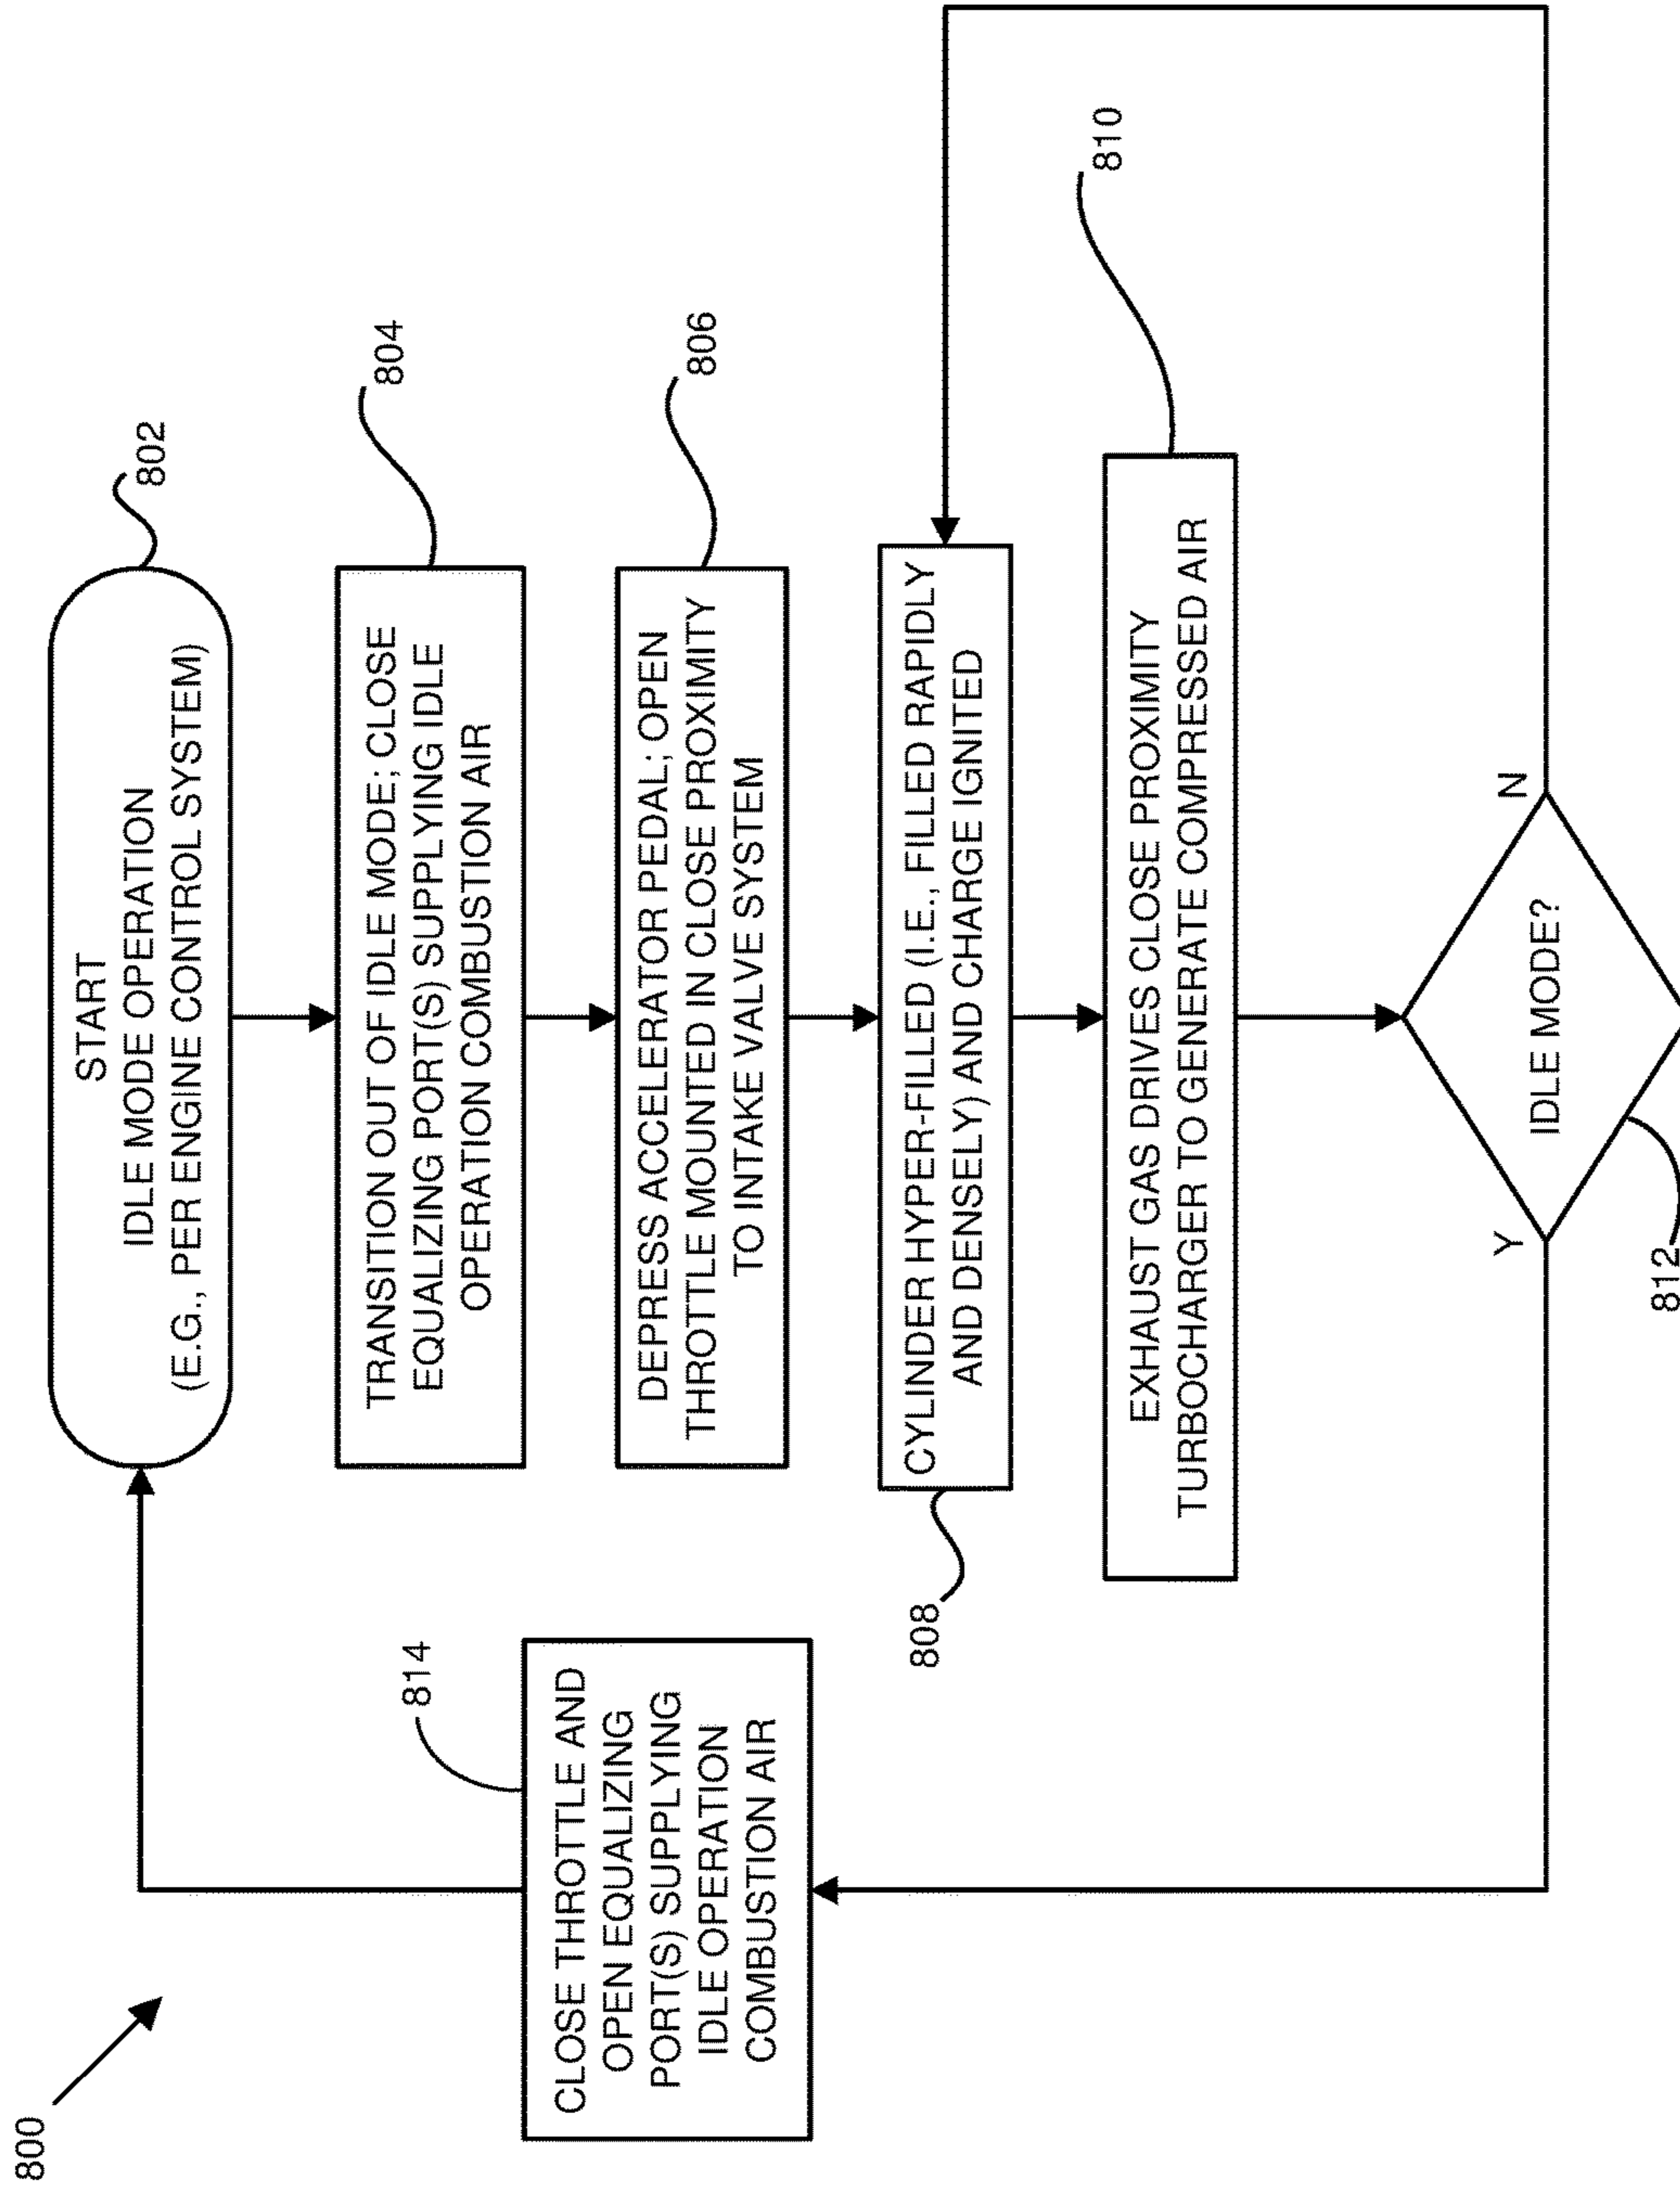 800
START
IDLE MODE OPERATION
(E.G., PER ENGINE CONTROL SYSTEM)
802
TRANSITION OUT OF IDLE MODE; CLOSE
EQUALIZING PORT(S) SUPPLYING IDLE
OPERATION COMBUSTION AIR
804
DEPRESS ACCELERATOR PEDAL; OPEN
THROTTLE MOUNTED IN CLOSE PROXIMITY
TO INTAKE VALVE SYSTEM
806
CYLINDER HYPER-FILLED (I.E., FILLED RAPIDLY
AND DENSELY) AND CHARGE IGNITED
808
EXHAUST GAS DRIVES CLOSE PROXIMITY
TURBOCHARGER TO GENERATE COMPRESSED AIR
810
IDLE MODE?
Y
N
812
CLOSE THROTTLE AND
OPEN EQUALIZING
PORT(S) SUPPLYING
IDLE OPERATION
COMBUSTION AIR
814